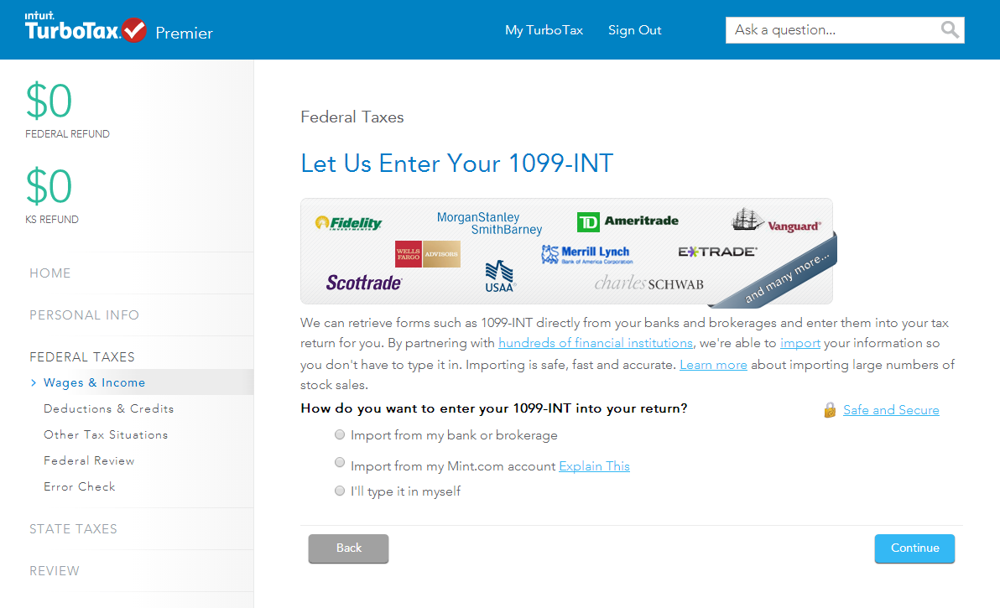 intuit.
TurboTax
Premier
My TurboTax
Sign Out
Ask a question...
$0
FEDERAL REFUND
$0
KS REFUND
HOME
PERSONAL INFO
FEDERAL TAXES
Wages & Income
Deductions & Credits
Other Tax Situations
Federal Review
Error Check
STATE TAXES
REVIEW
Federal Taxes
Let Us Enter Your 1099-INT
Fidelity
INVESTMENTS
MorganStanley
SmithBarney
TD Ameritrade
Vanguard®
WELLS
FARGO
ADVISORS
Merrill Lynch
Bank of America Corporation
E*TRADE®
Scottrade®
USAA®
charles SCHWAB
and many more...
We can retrieve forms such as 1099-INT directly from your banks and brokerages and enter them into your tax
return for you. By partnering with hundreds of financial institutions, we're able to import your information so
you don't have to type it in. Importing is safe, fast and accurate. Learn more about importing large numbers of
stock sales.
How do you want to enter your 1099-INT into your return?
Safe and Secure
Import from my bank or brokerage
Import from my Mint.com account Explain This
I'll type it in myself
Back
Continue